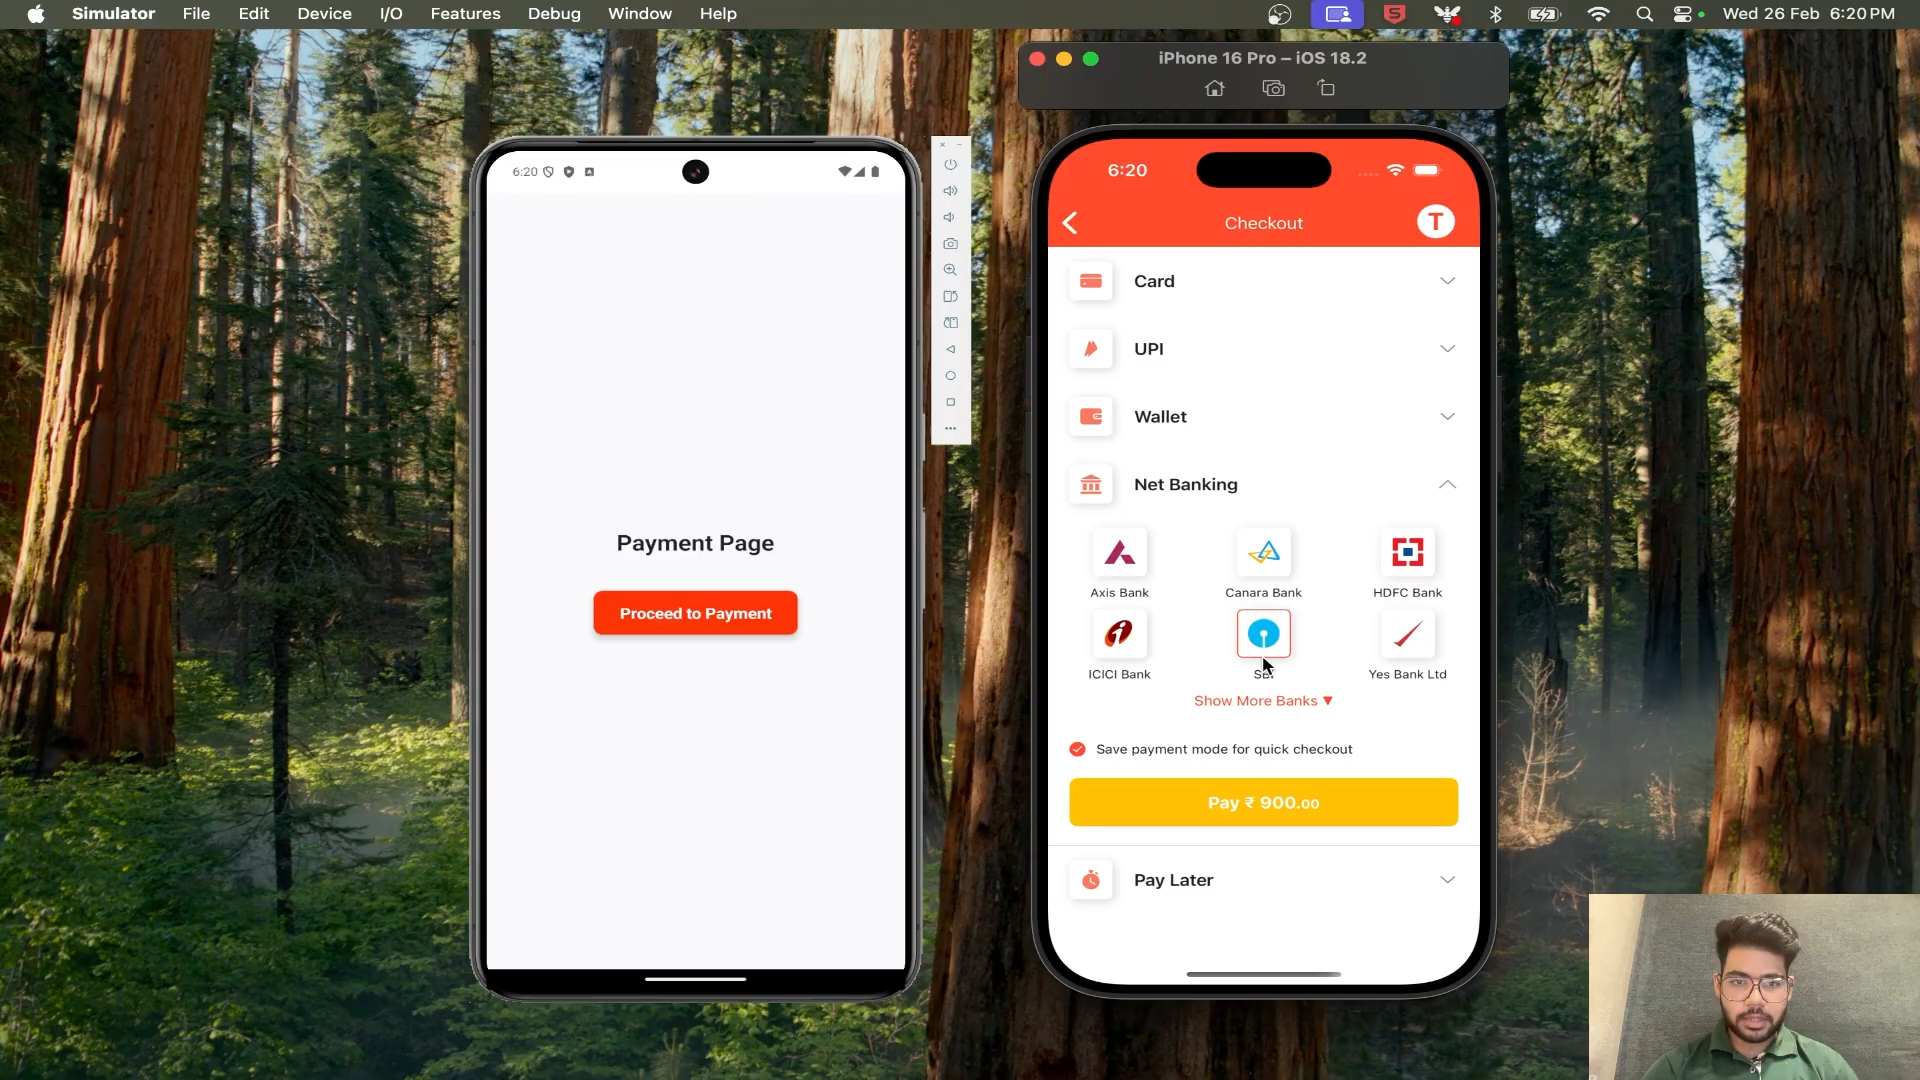 Simulator File Edit Device I/O Features Debug Window Help
S
Wed 26 Feb 6:20 PM
iPhone 16 Pro – iOS 18.2
6:20
Payment Page
Proceed to Payment
6:20
Checkout
T
Card
UPI
Wallet
Net Banking
Axis Bank Canara Bank HDFC Bank
ICICI Bank SBI Yes Bank Ltd
Show More Banks ▼
Save payment mode for quick checkout
Pay ₹ 900.00
Pay Later